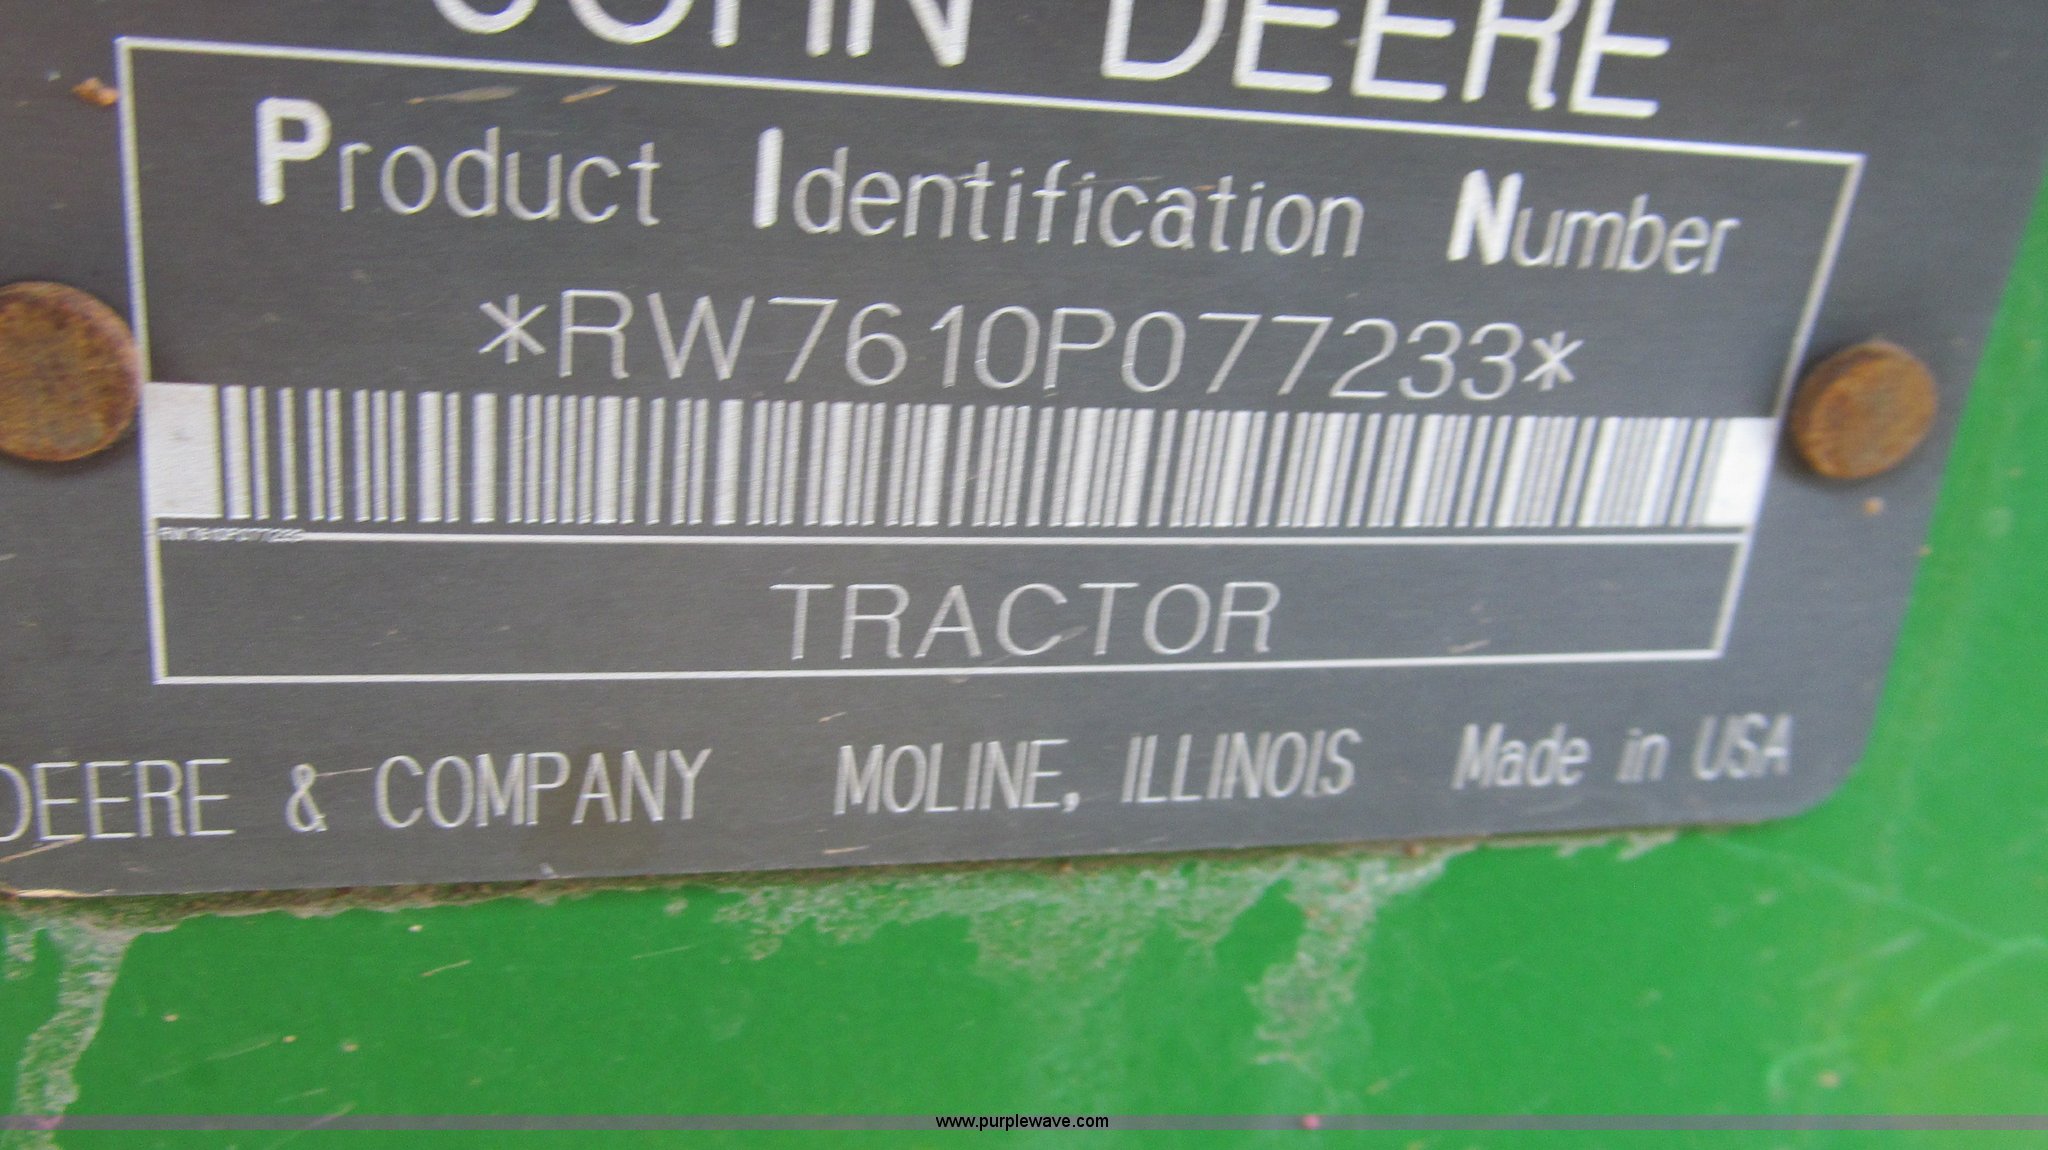 JOHN DEERE
Product Identification Number
*RW7610P077233*
TRACTOR
DEERE & COMPANY MOLINE, ILLINOIS Made in USA
www.purplewave.com